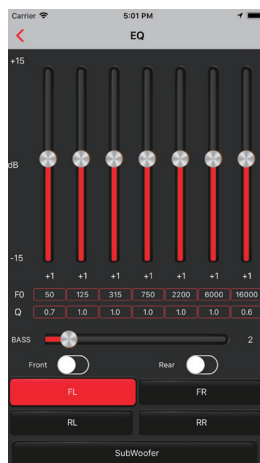 Carrier 5:01 PM
EQ
+15
dB
-15
+1 +1 +1 +1 +1 +1 +1
F0 50 125 315 750 2200 6000 16000
Q 0.7 1.0 1.0 1.0 1.0 1.0 0.6
BASS 2
Front Rear
FL FR
RL RR
SubWoofer